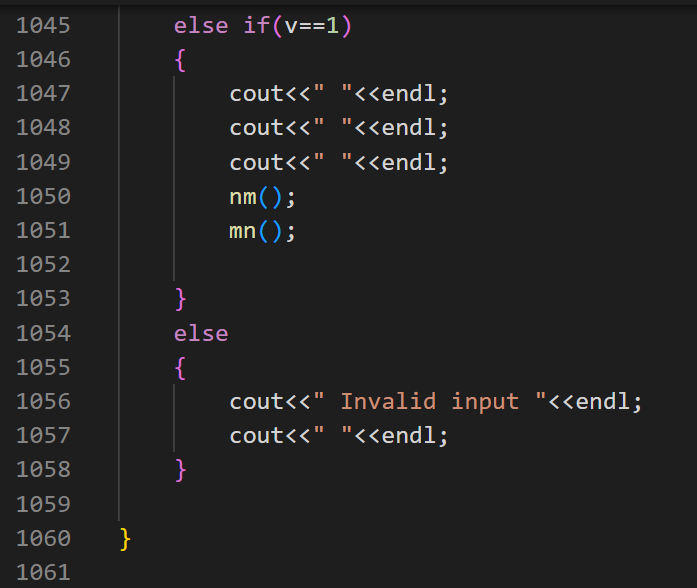 1045 else if(v==1)
1046 {
1047 cout<<" "<<endl;
1048 cout<<" "<<endl;
1049 cout<<" "<<endl;
1050 nm();
1051 mn();
1052
1053 }
1054 else
1055 {
1056 cout<<" Invalid input "<<endl;
1057 cout<<" "<<endl;
1058 }
1059
1060 }
1061